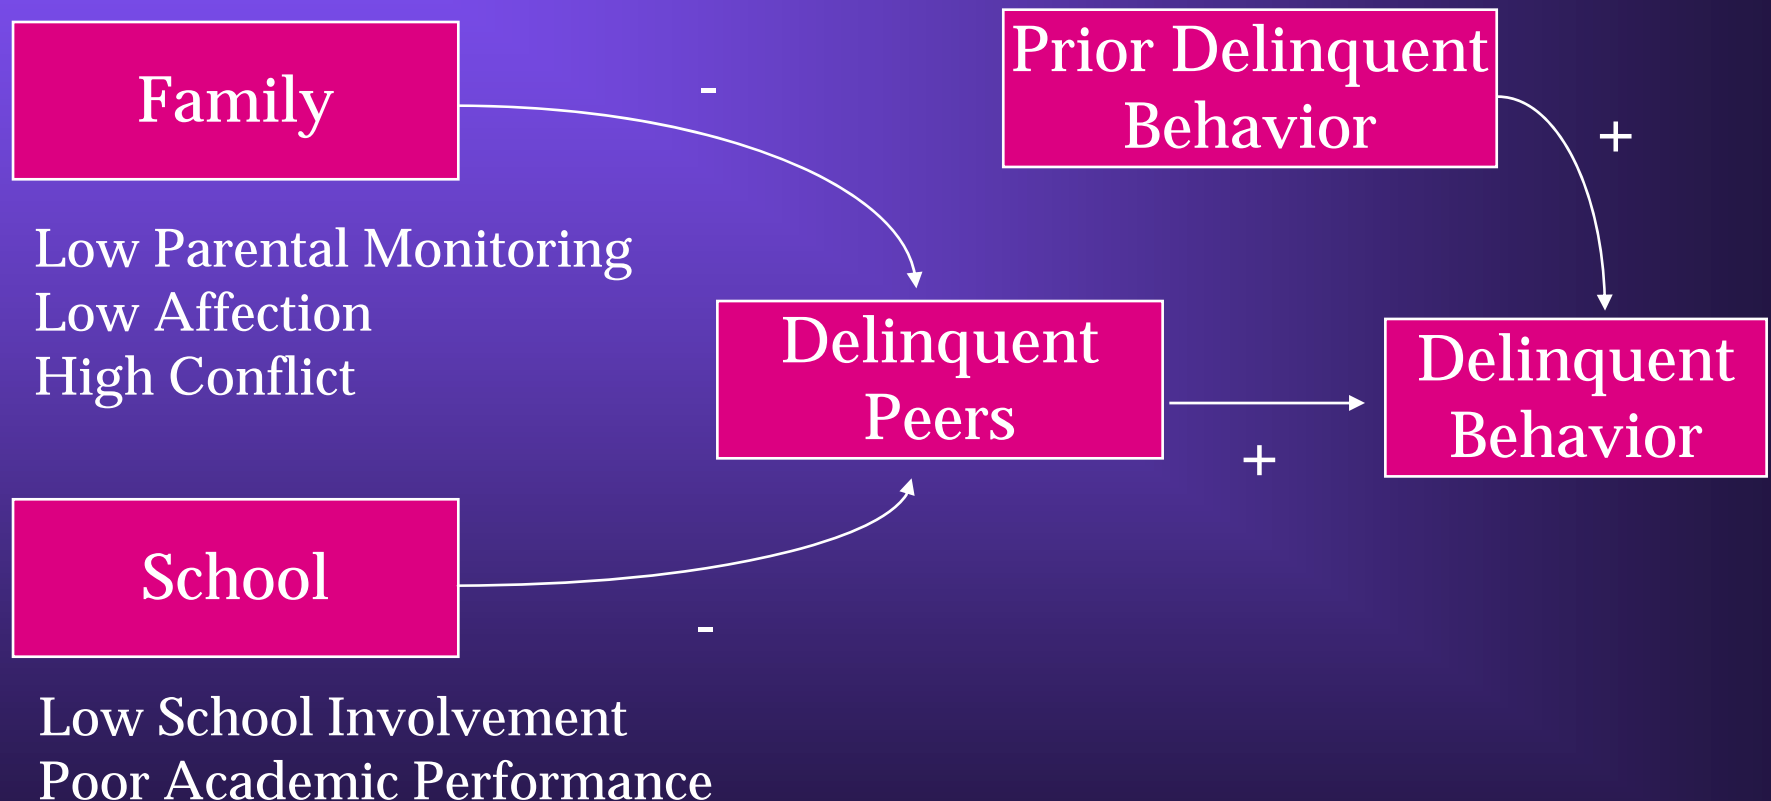 Family
-
Prior Delinquent
Behavior
+
Low Parental Monitoring
Low Affection
High Conflict
Delinquent
Peers
+
Delinquent
Behavior
School
-
Low School Involvement
Poor Academic Performance